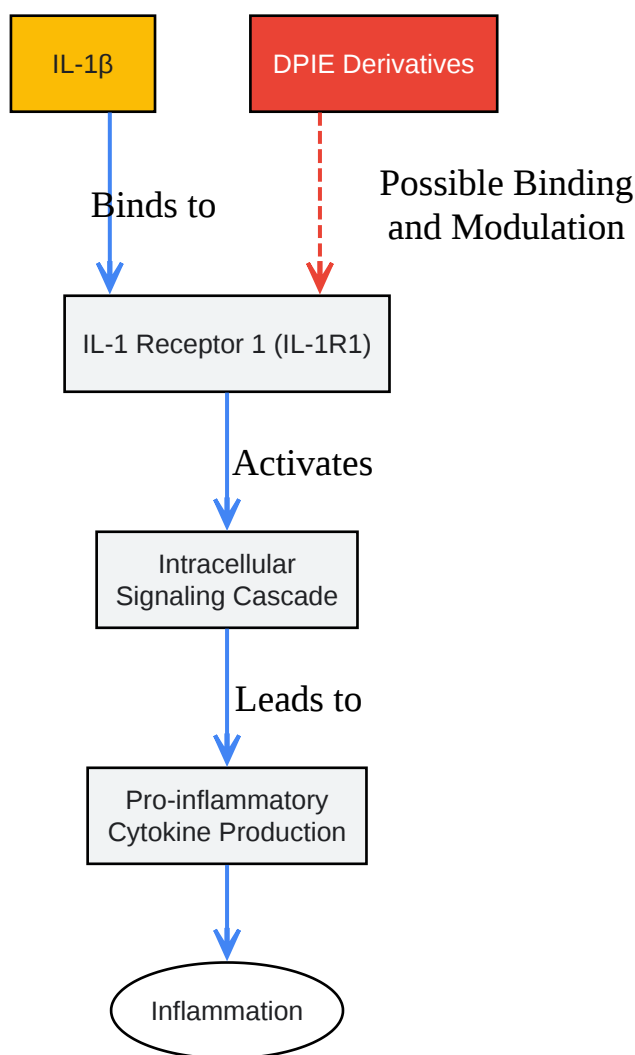 IL-1β
DPIE Derivatives
Binds to
Possible Binding
and Modulation
IL-1 Receptor 1 (IL-1R1)
Activates
Intracellular
Signaling Cascade
Leads to
Pro-inflammatory
Cytokine Production
Inflammation